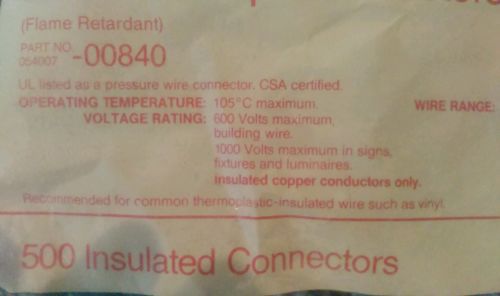 (Flame Retardant)
PART NO.
054007 -00840
UL listed as a pressure wire connector. CSA certified.
OPERATING TEMPERATURE: 105°C maximum. WIRE RANGE:
VOLTAGE RATING: 600 Volts maximum,
building wire.
1000 Volts maximum in signs,
fixtures and luminaires.
Insulated copper conductors only.
Recommended for common thermoplastic-insulated wire such as vinyl.
500 Insulated Connectors